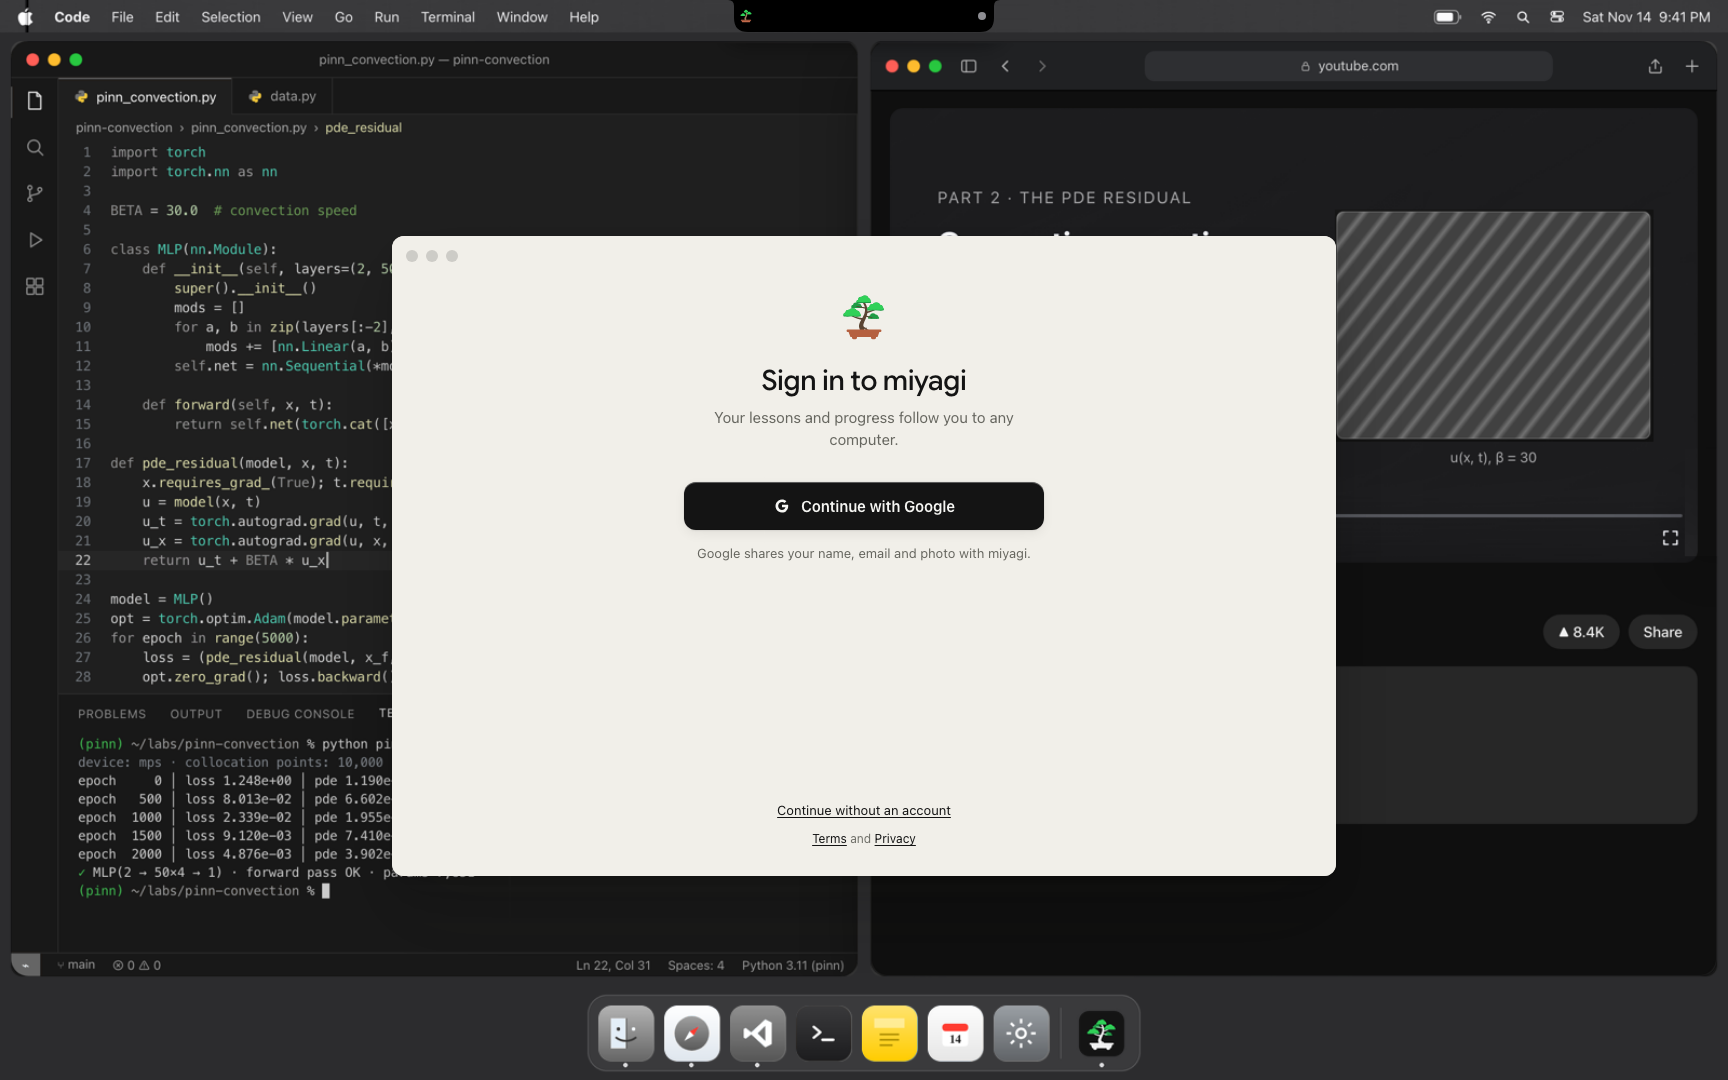 Code File Edit Selection View Go Run Terminal Window Help
Sat Nov 14 9:41 PM
pinn_convection.py — pinn-convection
pinn_convection.py
data.py
pinn-convection › pinn_convection.py › pde_residual
1 import torch
2 import torch.nn as nn
3
4 BETA = 30.0 # convection speed
5
6 class MLP(nn.Module):
7 def __init__(self, layers=(2, 50
8 super().__init__()
9 mods = []
10 for a, b in zip(layers[:-2],
11 mods += [nn.Linear(a, b)
12 self.net = nn.Sequential(*mo
13
14 def forward(self, x, t):
15 return self.net(torch.cat([x
16
17 def pde_residual(model, x, t):
18 x.requires_grad_(True); t.requi
19 u = model(x, t)
20 u_t = torch.autograd.grad(u, t,
21 u_x = torch.autograd.grad(u, x,
22 return u_t + BETA * u_x
23
24 model = MLP()
25 opt = torch.optim.Adam(model.paramet
26 for epoch in range(5000):
27 loss = (pde_residual(model, x_f,
28 opt.zero_grad(); loss.backward(
PROBLEMS OUTPUT DEBUG CONSOLE TE
(pinn) ~/labs/pinn-convection % python pi
device: mps · collocation points: 10,000
epoch 0 | loss 1.248e+00 | pde 1.190e
epoch 500 | loss 8.013e-02 | pde 6.602e
epoch 1000 | loss 2.339e-02 | pde 1.955e
epoch 1500 | loss 9.120e-03 | pde 7.410e
epoch 2000 | loss 4.876e-03 | pde 3.902e
✓ MLP(2 → 50×4 → 1) · forward pass OK ·
(pinn) ~/labs/pinn-convection %
main 0 0
Ln 22, Col 31 Spaces: 4 Python 3.11 (pinn)
youtube.com
PART 2 · THE PDE RESIDUAL
u(x, t), β = 30
8.4K
Share
Sign in to miyagi
Your lessons and progress follow you to any
computer.
G Continue with Google
Google shares your name, email and photo with miyagi.
Continue without an account
Terms and Privacy
14